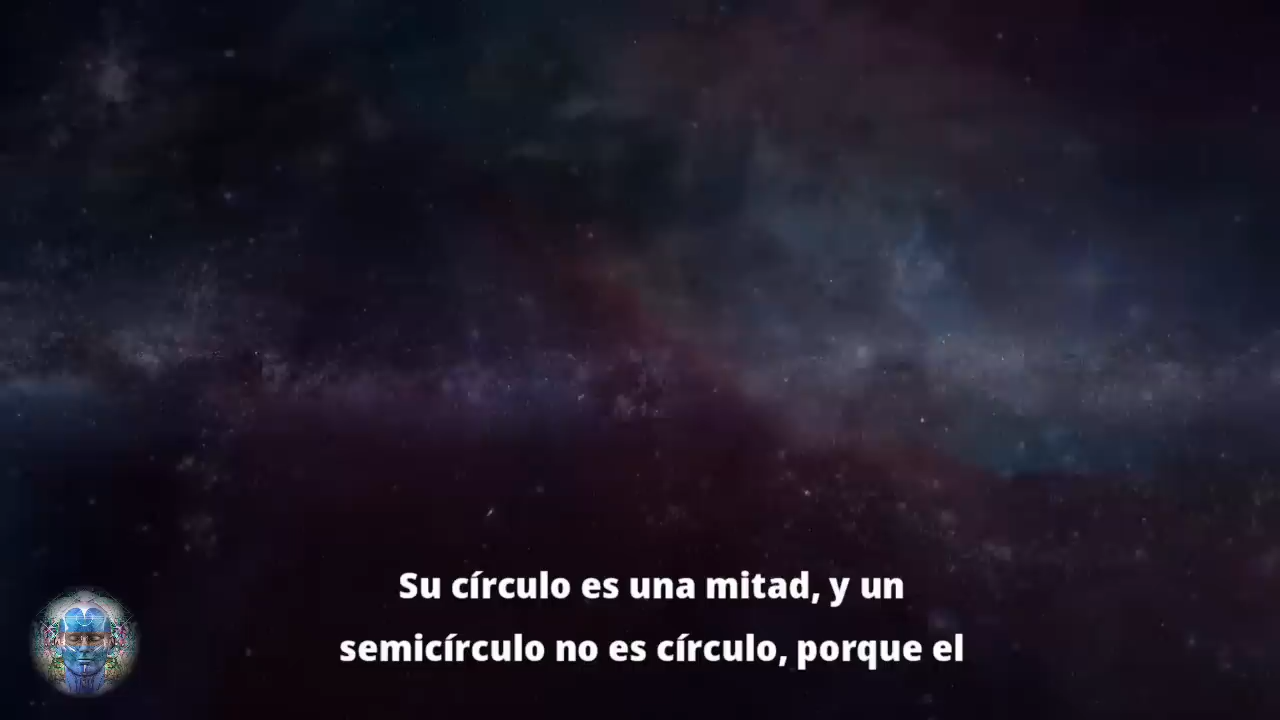 Su círculo es una mitad, y un
semicírculo no es círculo, porque el